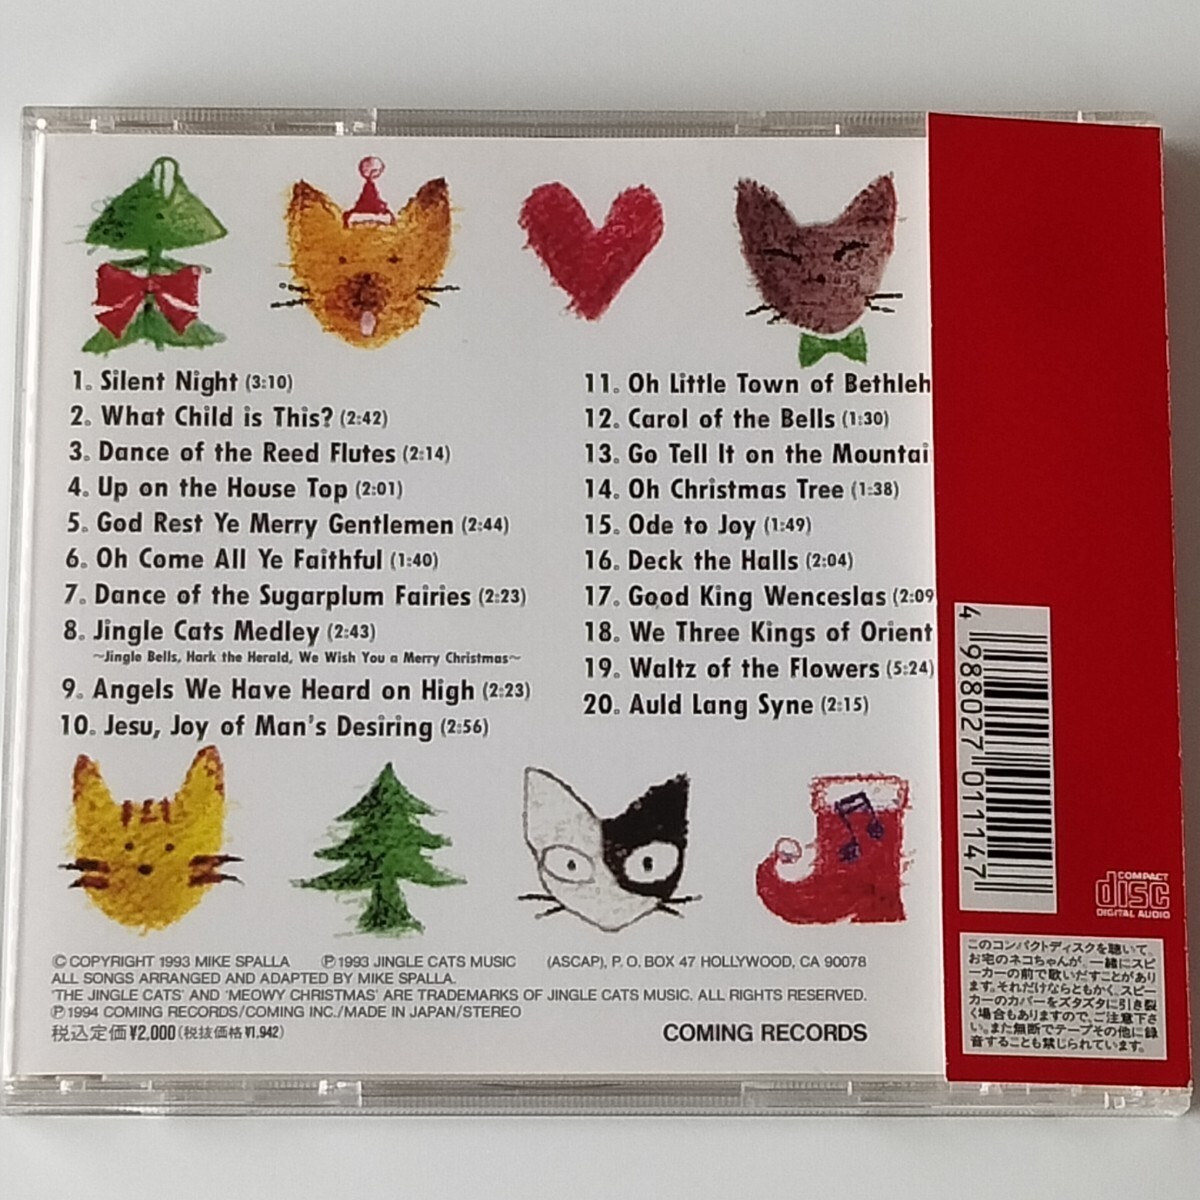 1. Silent Night (3:10)
2. What Child is This? (2:42)
3. Dance of the Reed Flutes (2:14)
4. Up on the House Top (2:01)
5. God Rest Ye Merry Gentlemen (2:44)
6. Oh Come All Ye Faithful (1:40)
7. Dance of the Sugarplum Fairies (2:23)
8. Jingle Cats Medley (2:43)
~Jingle Bells, Hark the Herald, We Wish You a Merry Christmas~
9. Angels We Have Heard on High (2:23)
10. Jesu, Joy of Man's Desiring (2:56)
11. Oh Little Town of Bethleh
12. Carol of the Bells (1:30)
13. Go Tell It on the Mountai
14. Oh Christmas Tree (1:38)
15. Ode to Joy (1:49)
16. Deck the Halls (2:04)
17. Good King Wenceslas (2:09
18. We Three Kings of Orient
19. Waltz of the Flowers (5:24)
20. Auld Lang Syne (2:15)
© COPYRIGHT 1993 MIKE SPALLA ℗1993 JINGLE CATS MUSIC (ASCAP), P. O. BOX 47 HOLLYWOOD, CA 90078
ALL SONGS ARRANGED AND ADAPTED BY MIKE SPALLA.
'THE JINGLE CATS' AND 'MEOWY CHRISTMAS' ARE TRADEMARKS OF JINGLE CATS MUSIC. ALL RIGHTS RESERVED.
℗1994 COMING RECORDS/COMING INC./MADE IN JAPAN/STEREO
税込定価¥2,000(税抜価格¥1,942)
COMING RECORDS
4 988027 011147
COMPACT
disc
DIGITAL AUDIO
このコンパクトディスクを聴いて、
お宅のネコちゃんが、一緒にスピ
ーカーの前で歌いだすことがあり
ます。それだけならともかく、スピー
カーのカバーをズタズタに引き裂
く場合もありますので、ご注意下さ
い。また無断でテープその他に録
音することも禁じられています。